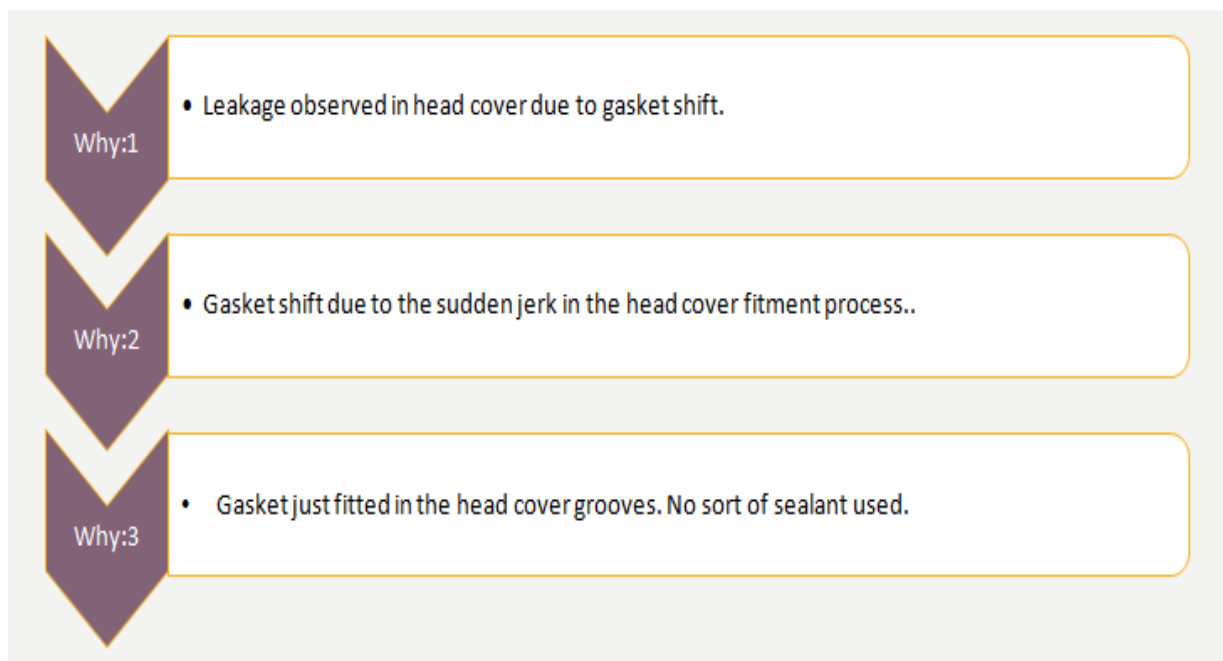 Why:1
• Leakage observed in head cover due to gasket shift.
Why:2
• Gasket shift due to the sudden jerk in the head cover fitment process..
Why:3
• Gasket just fitted in the head cover grooves. No sort of sealant used.